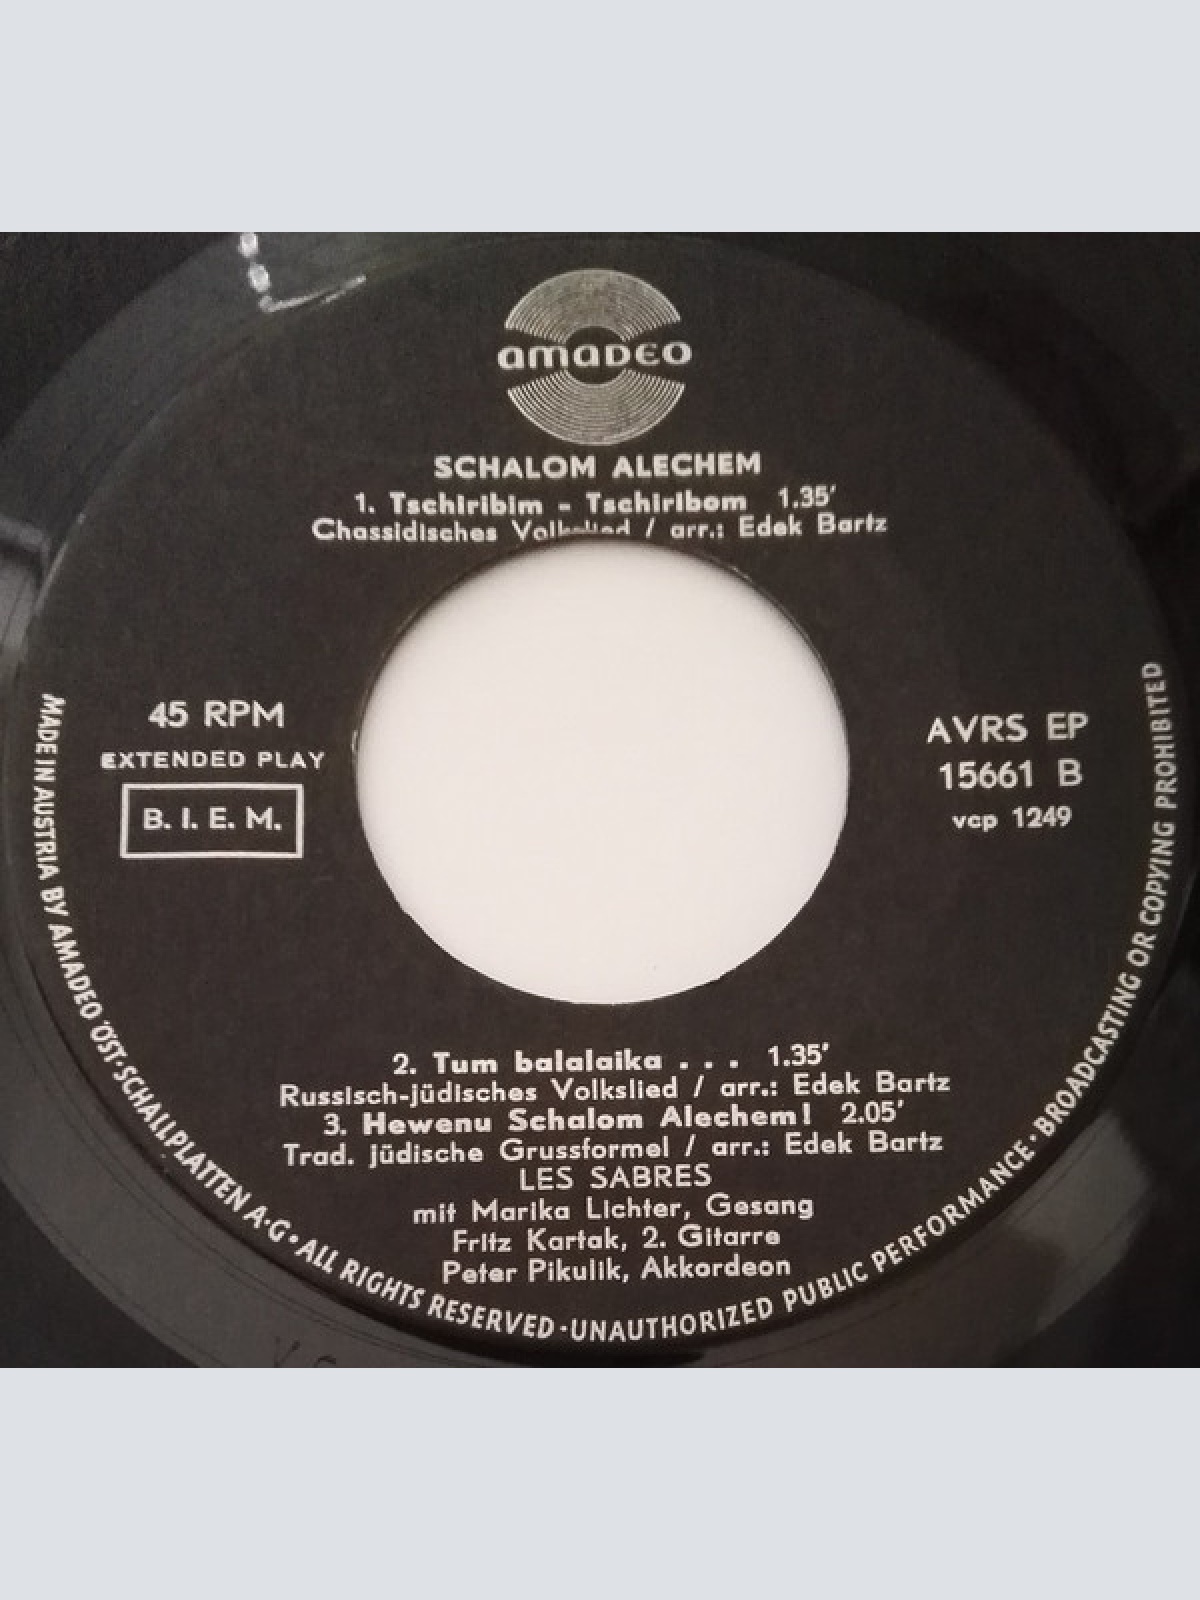 amadeo
SCHALOM ALECHEM
1. Tschiribim - Tschiribom 1.35'
Chassidisches Volkslied / arr.: Edek Bartz
45 RPM
EXTENDED PLAY
B. I. E. M.
AVRS EP
15661 B
vcp 1249
2. Tum balalaika . . . 1.35'
Russisch-jüdisches Volkslied / arr.: Edek Bartz
3. Hewenu Schalom Alechem! 2.05'
Trad. jüdische Grussformel / arr.: Edek Bartz
LES SABRES
mit Marika Lichter, Gesang
Fritz Kartak, 2. Gitarre
Peter Pikulik, Akkordeon
MADE IN AUSTRIA BY AMADEO ÖST. SCHALLPLATTEN A·G • ALL RIGHTS RESERVED · UNAUTHORIZED PUBLIC PERFORMANCE · BROADCASTING OR COPYING PROHIBITED